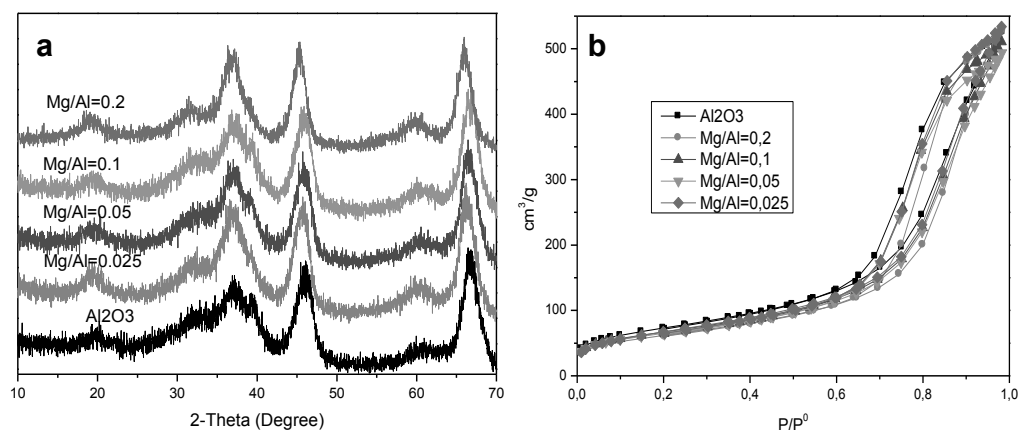 a
Mg/Al=0.2
Mg/Al=0.1
Mg/Al=0.05
Mg/Al=0.025
Al2O3
10 20 30 40 50 60 70
2-Theta (Degree)
b
500
400
300
200
100
0
cm³/g
Al2O3
Mg/Al=0,2
Mg/Al=0,1
Mg/Al=0,05
Mg/Al=0,025
0,0 0,2 0,4 0,6 0,8 1,0
P/P⁰